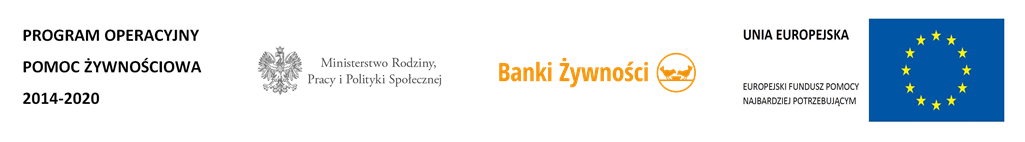 PROGRAM OPERACYJNY
POMOC ŻYWNOŚCIOWA
2014-2020
Ministerstwo Rodziny,
Pracy i Polityki Społecznej
Banki Żywności
UNIA EUROPEJSKA
EUROPEJSKI FUNDUSZ POMOCY
NAJBARDZIEJ POTRZEBUJĄCYM